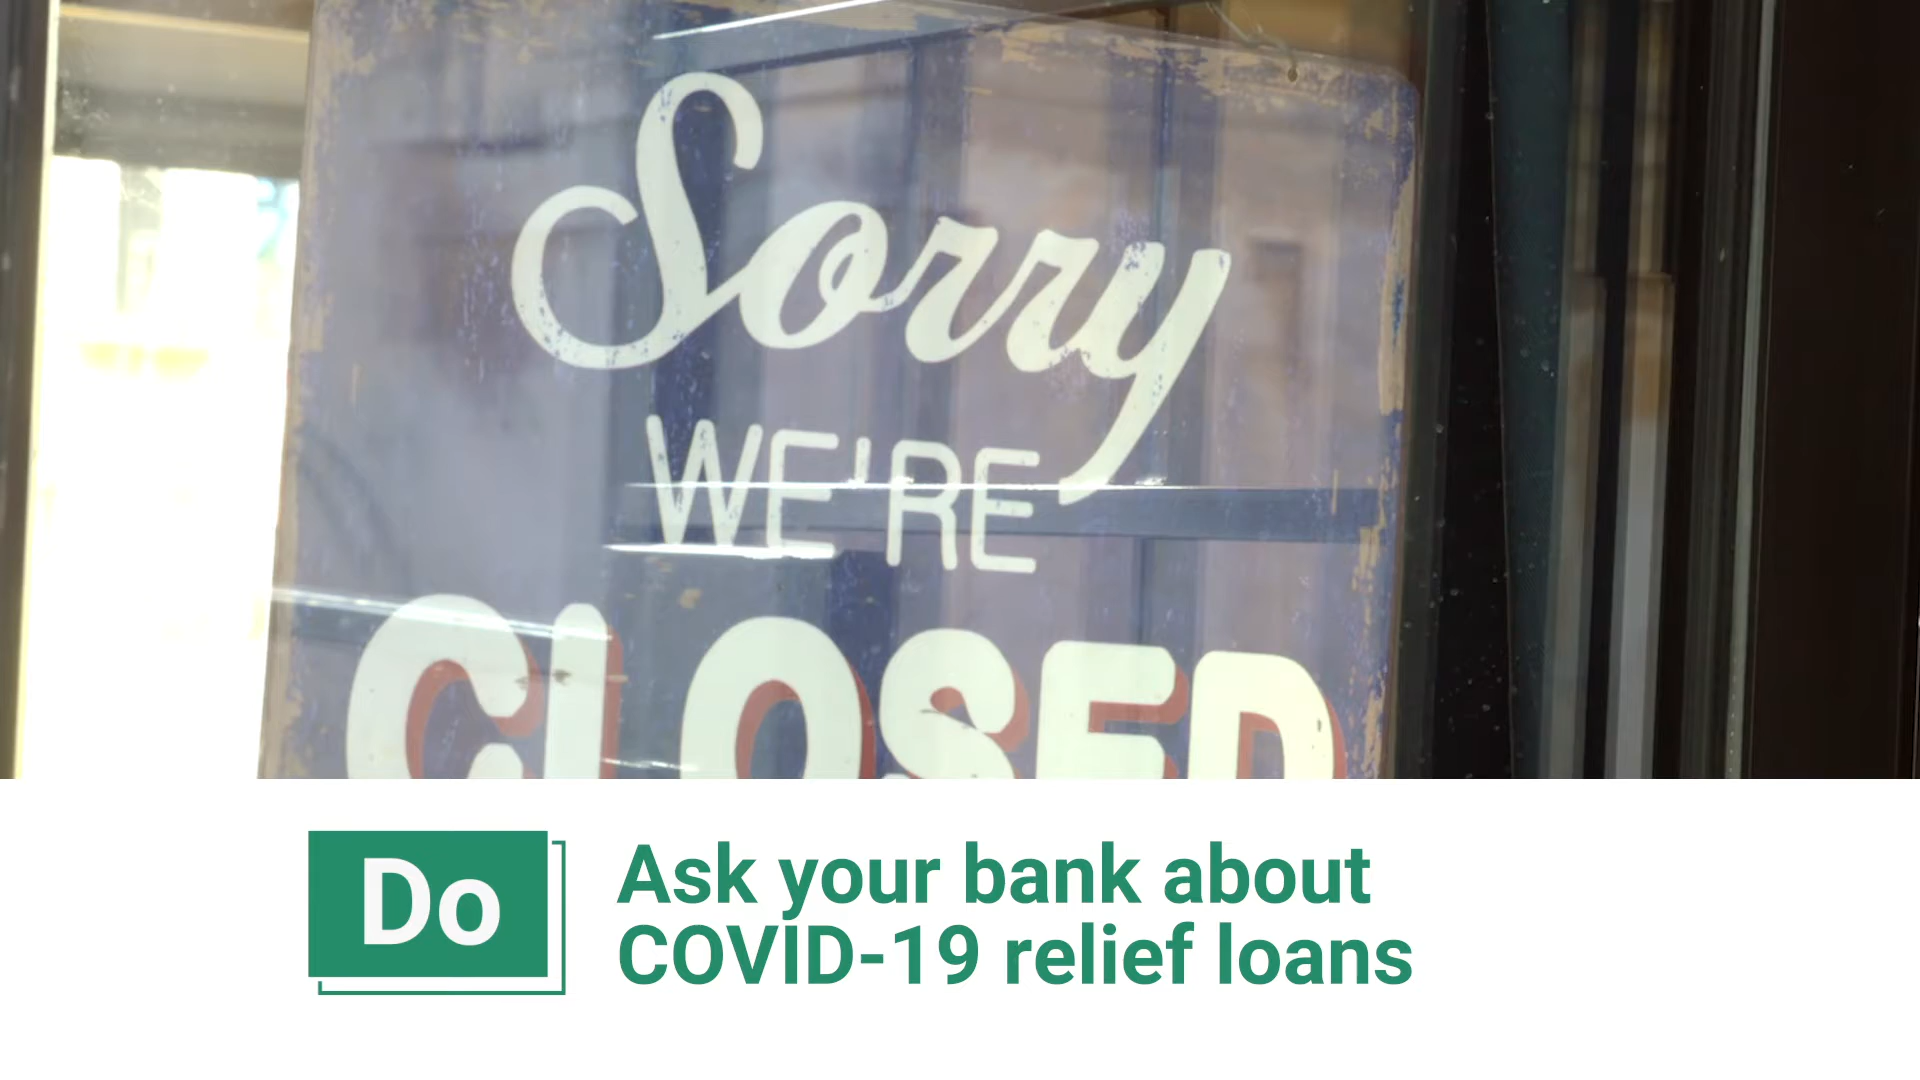 Sorry
WE'RE
CLOSED
Do
Ask your bank about
COVID-19 relief loans